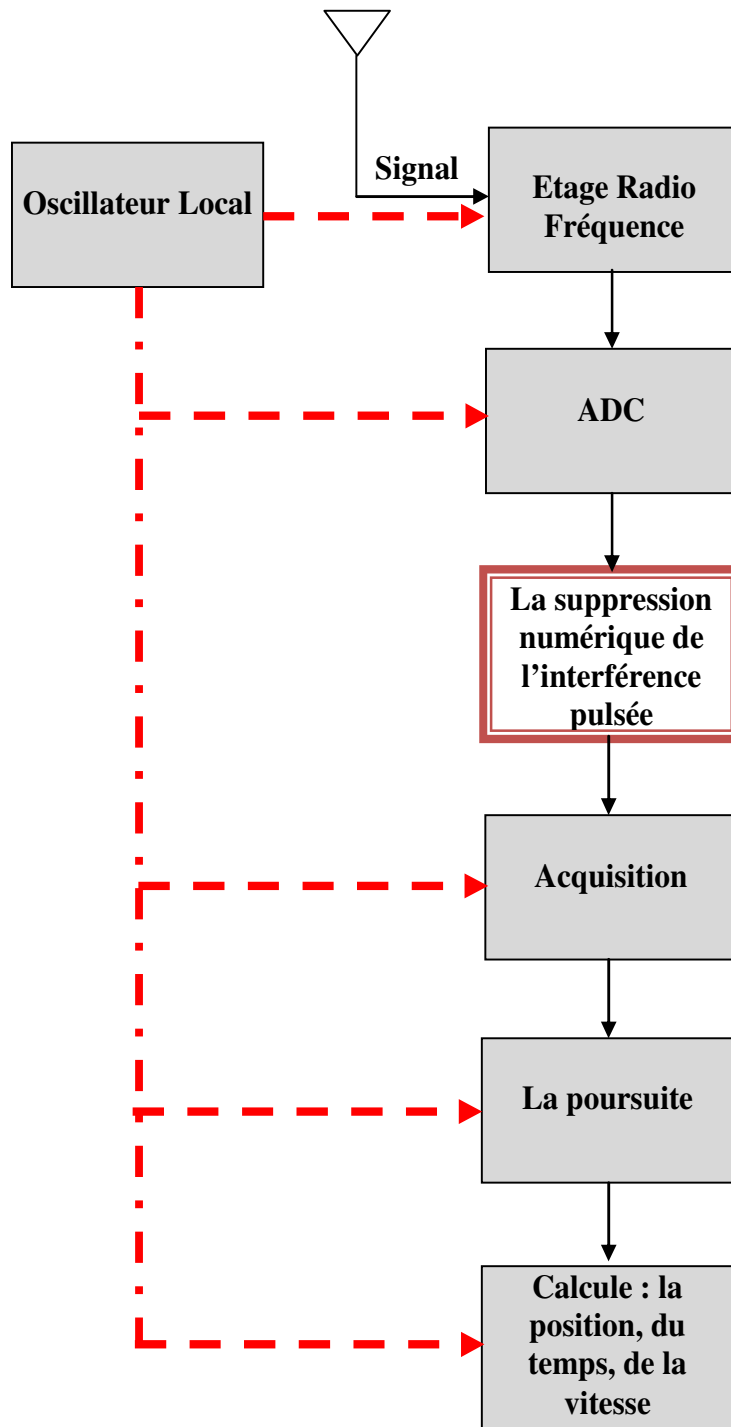 Signal
Oscillateur Local
Etage Radio
Fréquence
ADC
La suppression
numérique de
l’interférence
pulsée
Acquisition
La poursuite
Calcule : la
position, du
temps, de la
vitesse